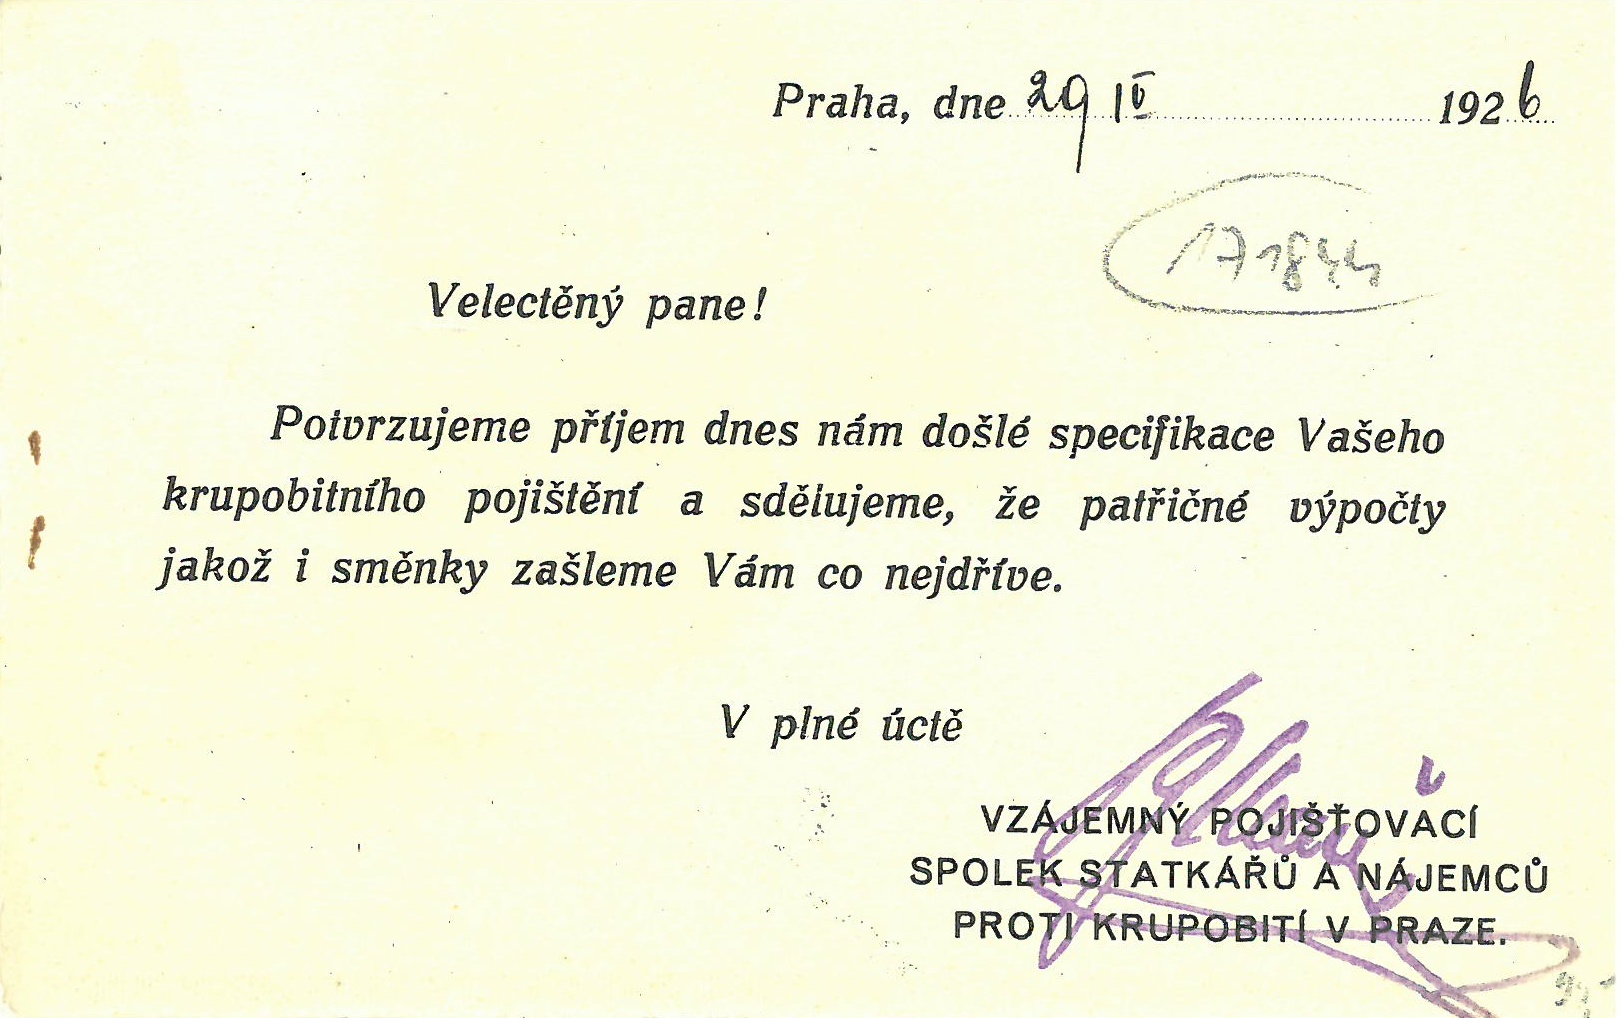 Praha, dne 29 IV 1926
171844
Velectěný pane!
Potvrzujeme příjem dnes nám došlé specifikace Vašeho
krupobitního pojištění a sdělujeme, že patřičné výpočty
jakož i směnky zašleme Vám co nejdříve.
V plné úctě
VZÁJEMNÝ POJIŠŤOVACÍ
SPOLEK STATKÁŘŮ A NÁJEMCŮ
PROTI KRUPOBITÍ V PRAZE.